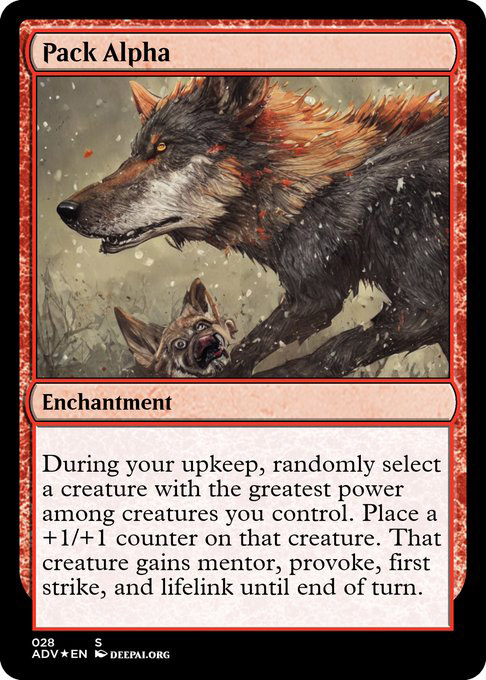 Pack Alpha
Enchantment
During your upkeep, randomly select
a creature with the greatest power
among creatures you control. Place a
+1/+1 counter on that creature. That
creature gains mentor, provoke, first
strike, and lifelink until end of turn.
028 S
ADV★EN DEEPAI.ORG